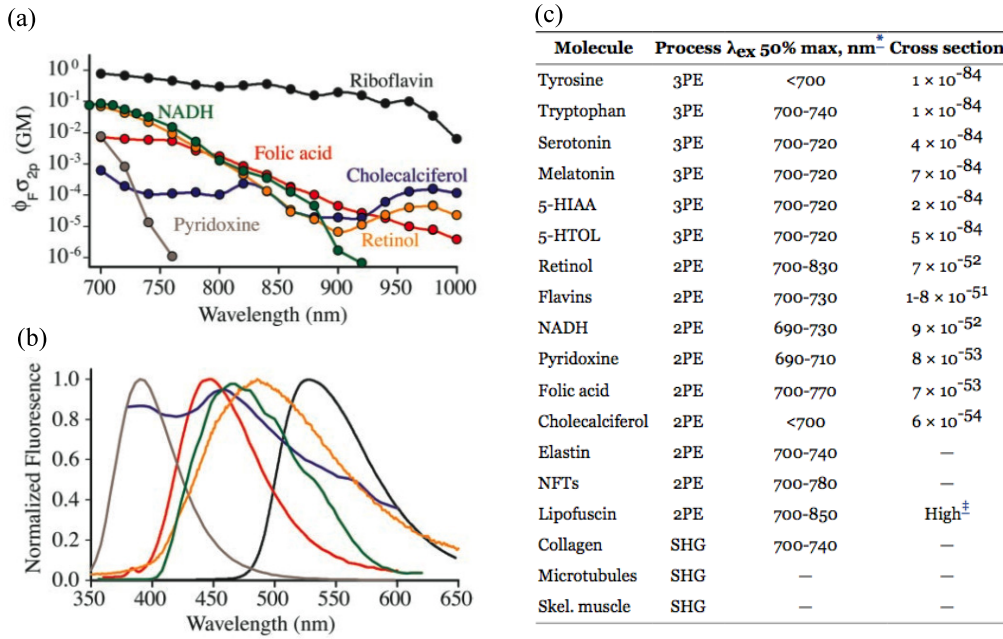 (a)
10⁰
10⁻¹
10⁻²
10⁻³
10⁻⁴
10⁻⁵
10⁻⁶
ϕF σ2p (GM)
Riboflavin
NADH
Folic acid
Cholecalciferol
Pyridoxine
Retinol
700 750 800 850 900 950 1000
Wavelength (nm)
(b)
1.0
0.8
0.6
0.4
0.2
0.0
Normalized Fluoresence
350 400 450 500 550 600 650
Wavelength (nm)
(c)
Molecule Process λex 50% max, nm* Cross section
Tyrosine 3PE <700 1 × 10⁻⁸⁴
Tryptophan 3PE 700-740 1 × 10⁻⁸⁴
Serotonin 3PE 700-720 4 × 10⁻⁸⁴
Melatonin 3PE 700-720 7 × 10⁻⁸⁴
5-HIAA 3PE 700-720 2 × 10⁻⁸⁴
5-HTOL 3PE 700-720 5 × 10⁻⁸⁴
Retinol 2PE 700-830 7 × 10⁻⁵²
Flavins 2PE 700-730 1-8 × 10⁻⁵¹
NADH 2PE 690-730 9 × 10⁻⁵²
Pyridoxine 2PE 690-710 8 × 10⁻⁵³
Folic acid 2PE 700-770 7 × 10⁻⁵³
Cholecalciferol 2PE <700 6 × 10⁻⁵⁴
Elastin 2PE 700-740 —
NFTs 2PE 700-780 —
Lipofuscin 2PE 700-850 High‡
Collagen SHG 700-740 —
Microtubules SHG — —
Skel. muscle SHG — —